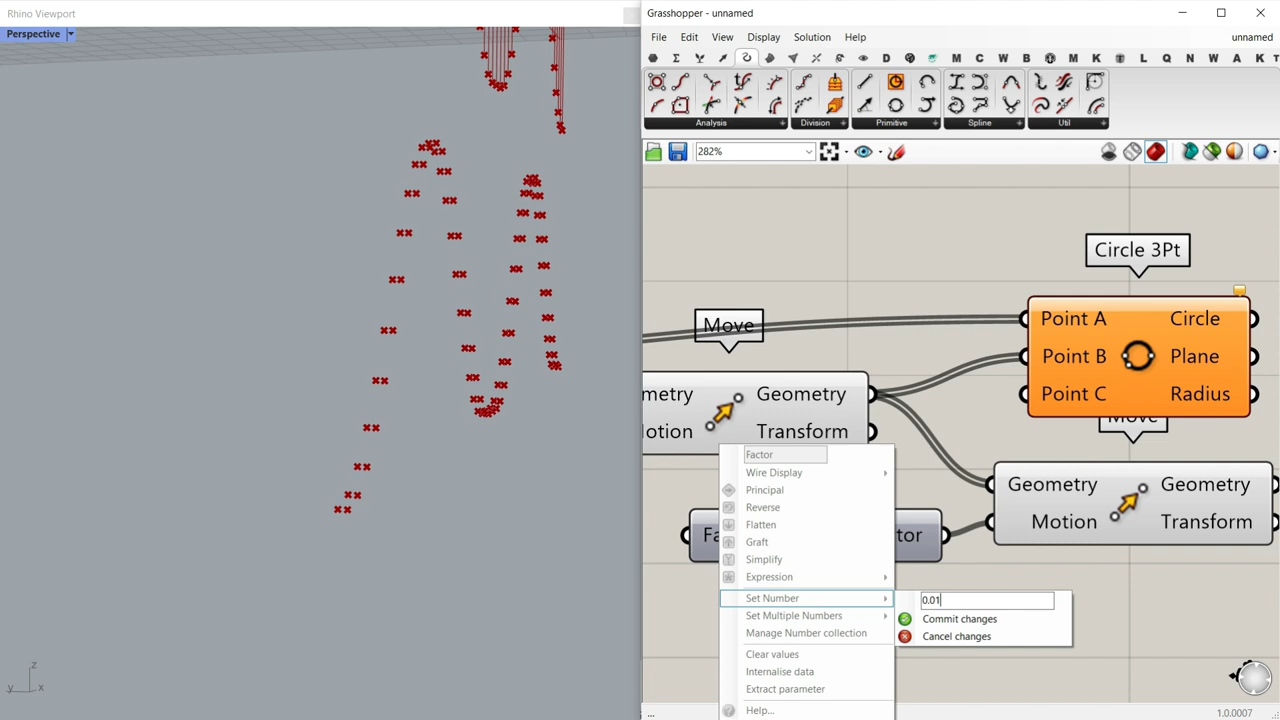 Rhino Viewport
Perspective
z
y
x
Grasshopper - unnamed
File Edit View Display Solution Help
unnamed
D M C W B M K L Q N W A K T
Analysis
Division
Primitive
Spline
Util
282%
Circle 3Pt
Point A
Point B
Point C
Circle
Plane
Radius
Move
metry
otion
Geometry
Transform
Move
Geometry
Motion
Geometry
Transform
Fa
tor
Factor
Wire Display
Principal
Reverse
Flatten
Graft
Simplify
Expression
Set Number
Set Multiple Numbers
Manage Number collection
Clear values
Internalise data
Extract parameter
Help...
0.01
Commit changes
Cancel changes
...
1.0.0007